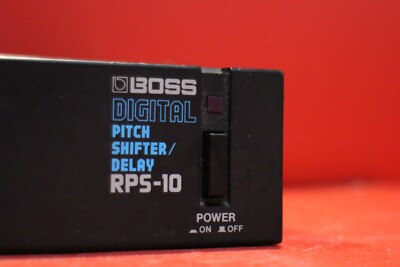 BOSS
DIGITAL
PITCH
SHIFTER/
DELAY
RPS-10
POWER
ON OFF